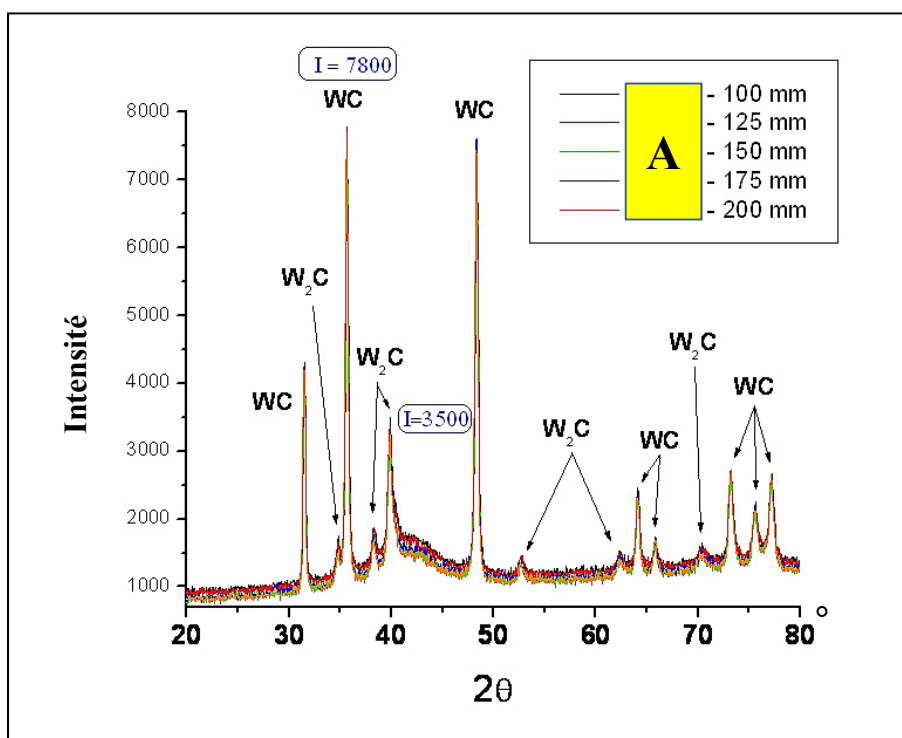 I = 7800
WC
WC
A
- 100 mm
- 125 mm
- 150 mm
- 175 mm
- 200 mm
8000
7000
6000
5000
4000
3000
2000
1000
Intensité
W₂C
W₂C
WC
I=3500
W₂C
WC
W₂C
WC
20
30
40
50
60
70
80
o
2θ